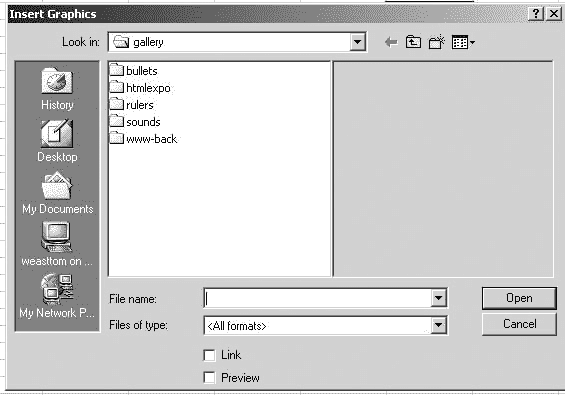 Insert Graphics
Look in: gallery
bullets
htmlexpo
rulers
sounds
www-back
History
Desktop
My Documents
weasttom on ...
My Network P...
File name:
Open
Files of type: <All formats>
Cancel
Link
Preview